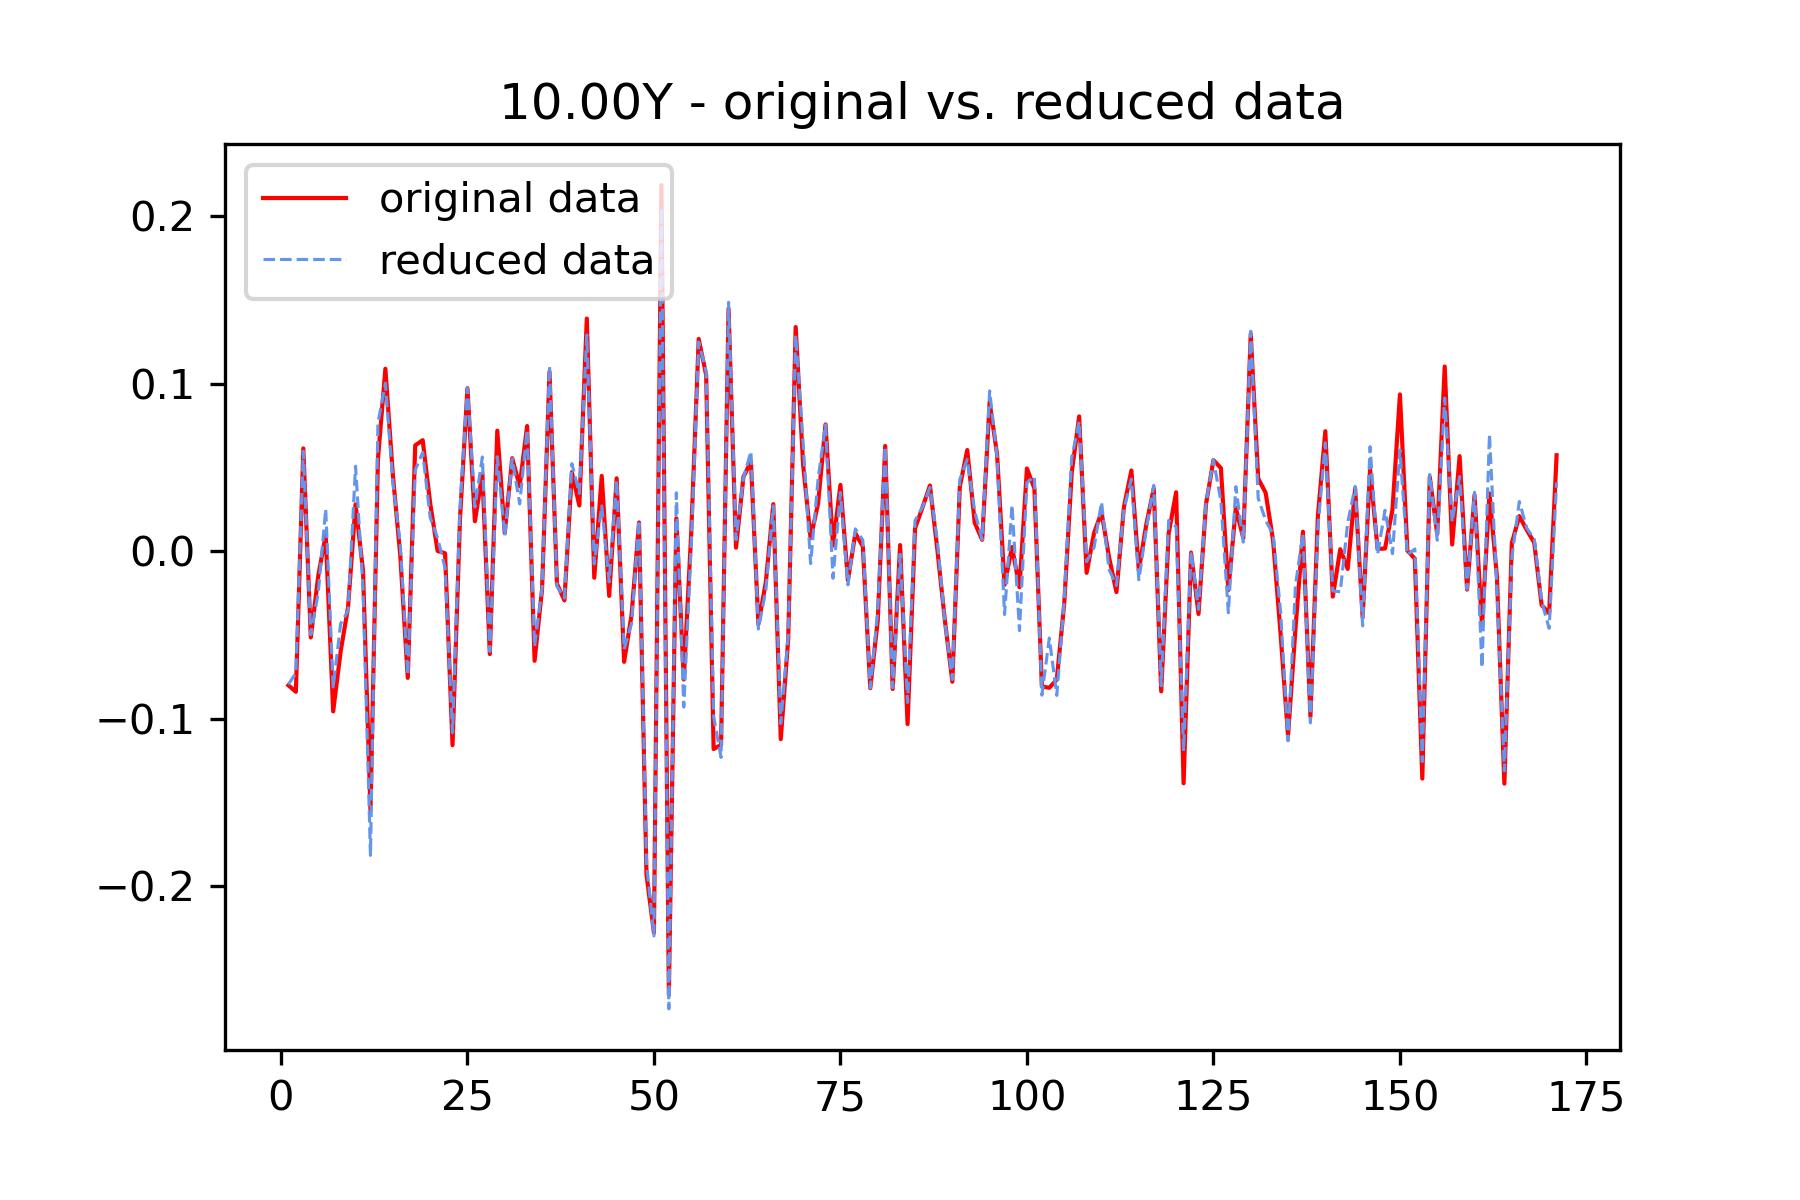 10.00Y - original vs. reduced data
original data
reduced data
0.2
0.1
0.0
−0.1
−0.2
0 25 50 75 100 125 150 175